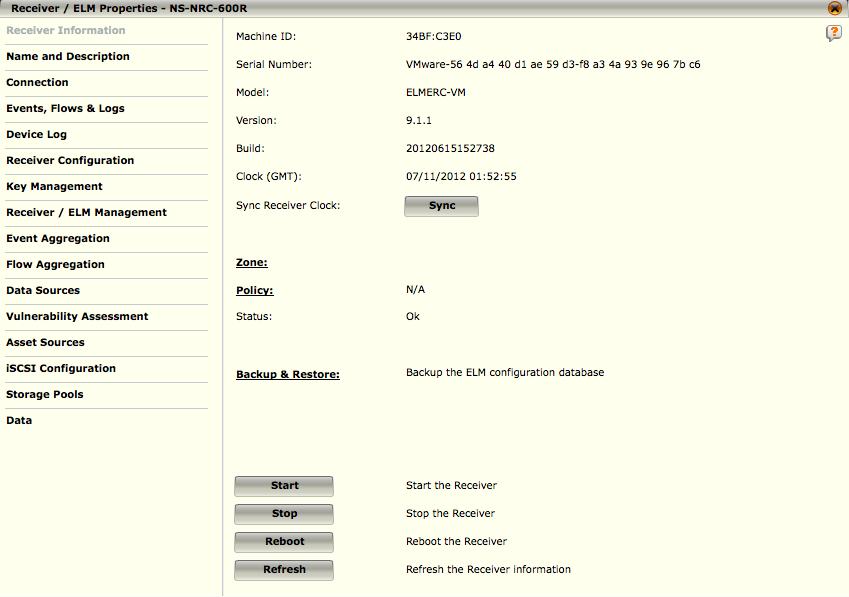 Receiver / ELM Properties - NS-NRC-600R
Receiver Information
Name and Description
Connection
Events, Flows & Logs
Device Log
Receiver Configuration
Key Management
Receiver / ELM Management
Event Aggregation
Flow Aggregation
Data Sources
Vulnerability Assessment
Asset Sources
iSCSI Configuration
Storage Pools
Data
Machine ID: 34BF:C3E0
Serial Number: VMware-56 4d a4 40 d1 ae 59 d3-f8 a3 4a 93 9e 96 7b c6
Model: ELMERC-VM
Version: 9.1.1
Build: 20120615152738
Clock (GMT): 07/11/2012 01:52:55
Sync Receiver Clock: Sync
Zone:
Policy: N/A
Status: Ok
Backup & Restore: Backup the ELM configuration database
Start Start the Receiver
Stop Stop the Receiver
Reboot Reboot the Receiver
Refresh Refresh the Receiver information
?